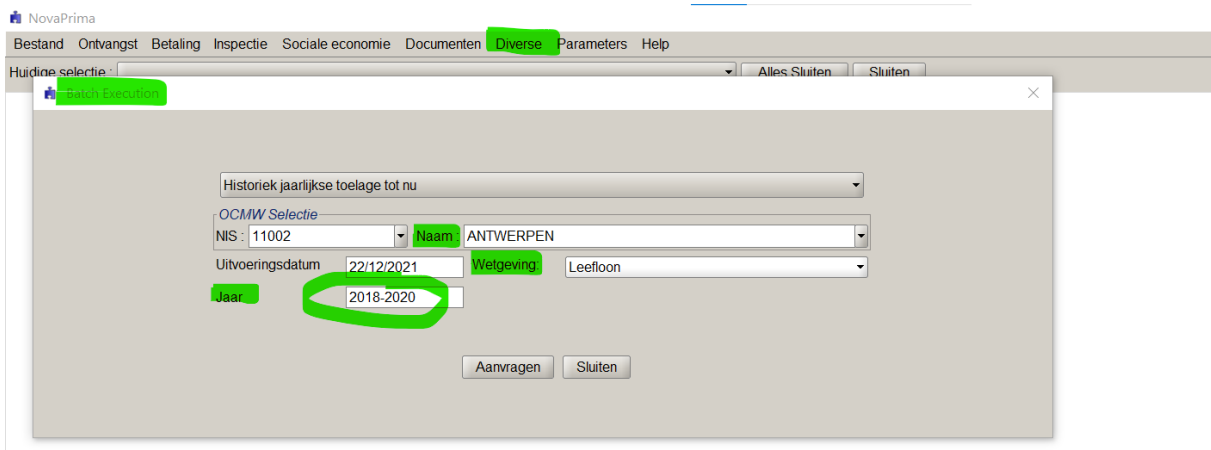 NovaPrima
Bestand Ontvangst Betaling Inspectie Sociale economie Documenten Diverse Parameters Help
Huidige selectie : Alles Sluiten Sluiten
Batch Execution
Historiek jaarlijkse toelage tot nu
OCMW Selectie
NIS : 11002 Naam : ANTWERPEN
Uitvoeringsdatum 22/12/2021 Wetgeving: Leefloon
Jaar 2018-2020
Aanvragen Sluiten